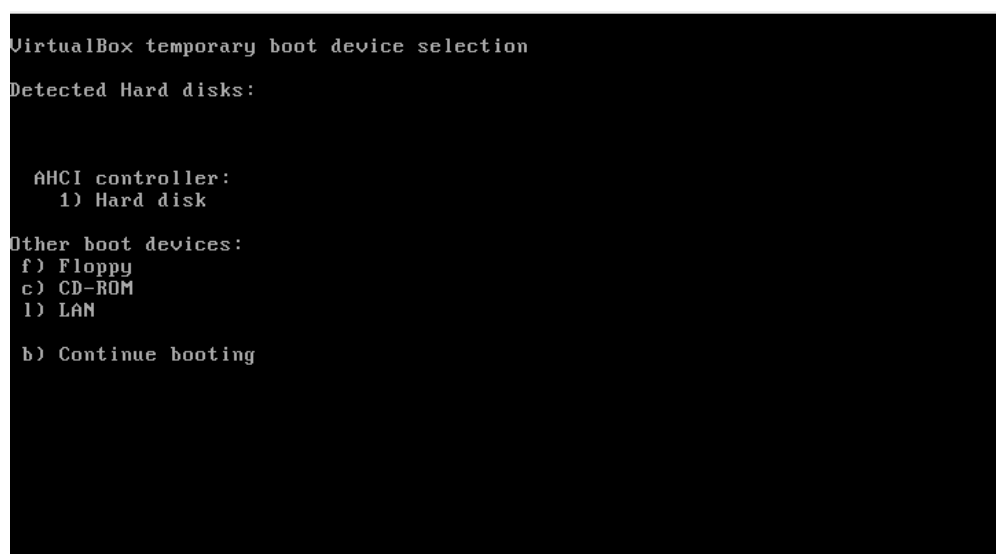 VirtualBox temporary boot device selection
Detected Hard disks:
AHCI controller:
1) Hard disk
Other boot devices:
f) Floppy
c) CD-ROM
l) LAN
b) Continue booting